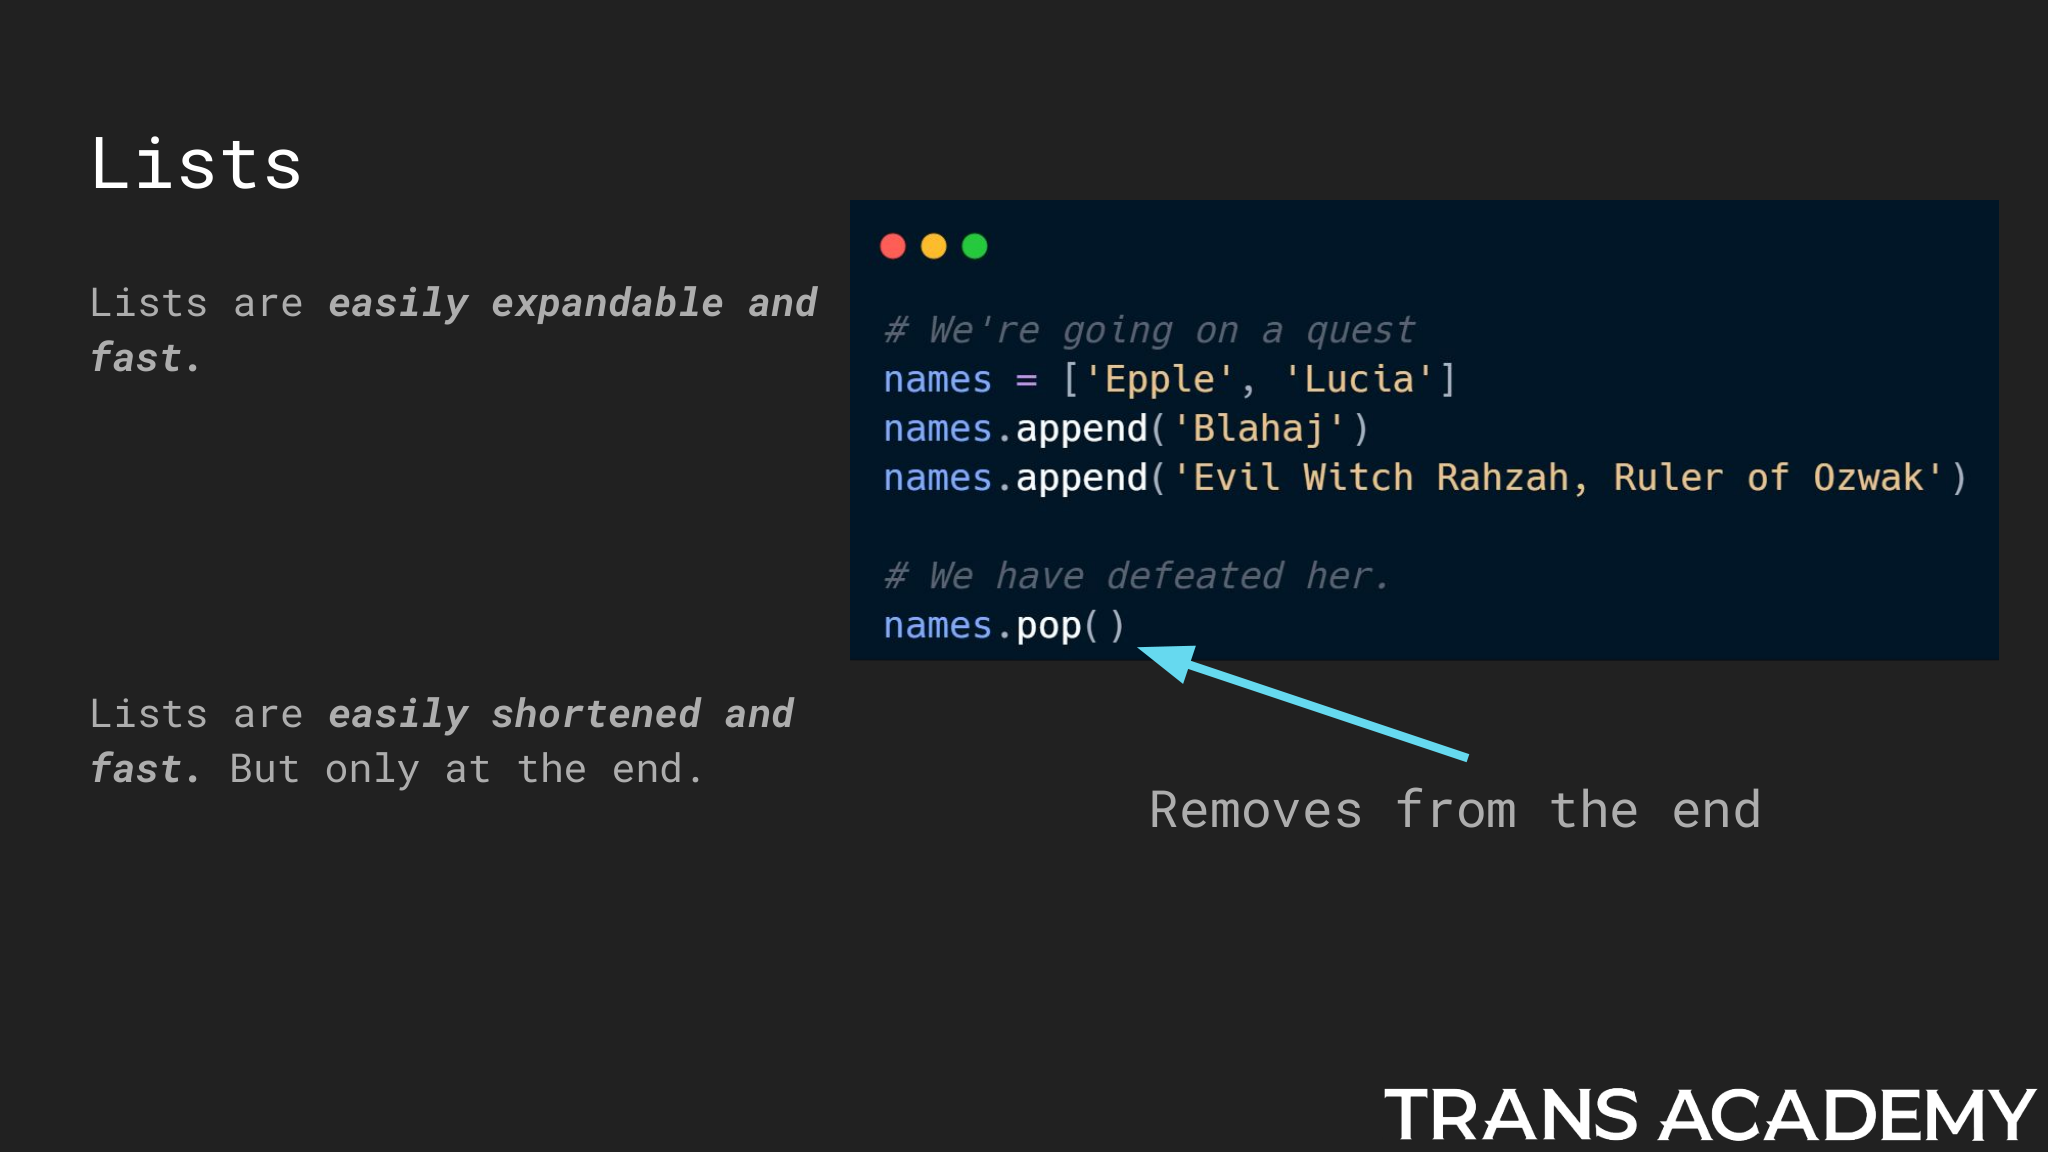 Lists
Lists are easily expandable and
fast.
# We're going on a quest
names = ['Epple', 'Lucia']
names.append('Blahaj')
names.append('Evil Witch Rahzah, Ruler of Ozwak')
# We have defeated her.
names.pop()
Lists are easily shortened and
fast. But only at the end.
Removes from the end
TRANS ACADEMY